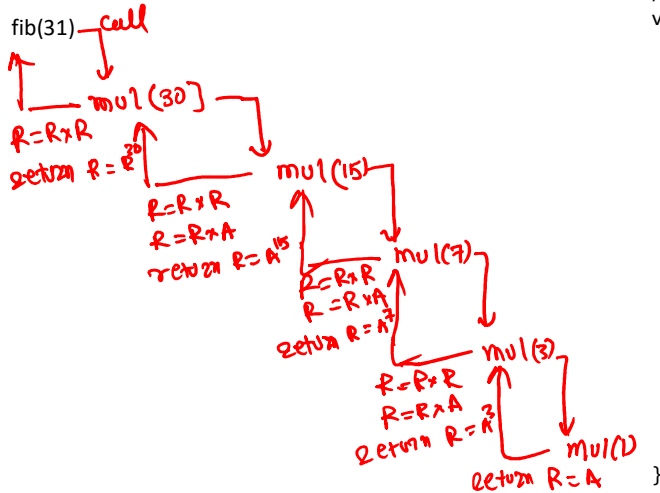 fib(31) call
mul(30)
R=R×R
return R=R^30
mul(15)
R=R×R
R=R×A
return R=A^15
mul(7)
R=R×R
R=R×A
return R=A^7
mul(3)
R=R×R
R=R×A
return R=A^3
mul(1)
return R=A
v
}